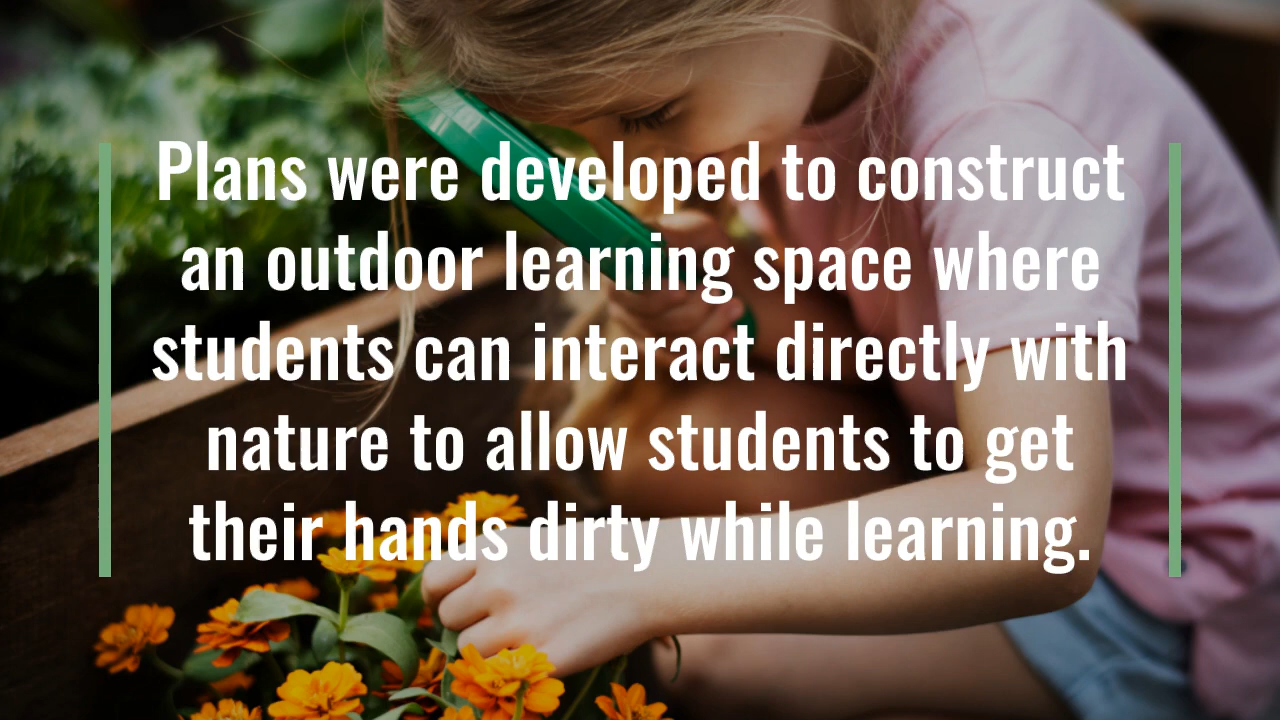 Plans were developed to construct
an outdoor learning space where
students can interact directly with
nature to allow students to get
their hands dirty while learning.